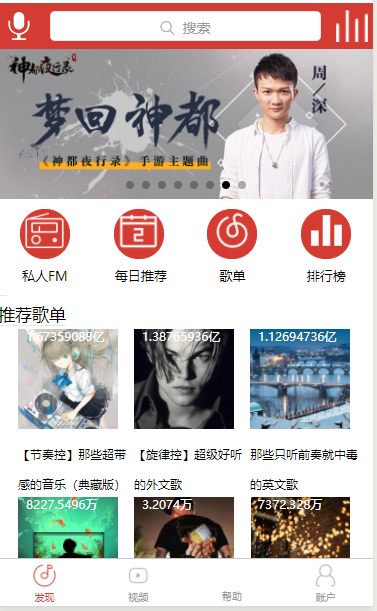 搜索
神都夜行录
周
深
梦回神都
《神都夜行录》手游主题曲
2
私人FM
每日推荐
歌单
排行榜
推荐歌单
1.67359088亿
1.38765936亿
1.12694736亿
【节奏控】那些超带
感的音乐（典藏版）
【旋律控】超级好听
的外文歌
那些只听前奏就中毒
的英文歌
8227.5496万
3.2074万
7372.328万
发现
视频
帮助
账户